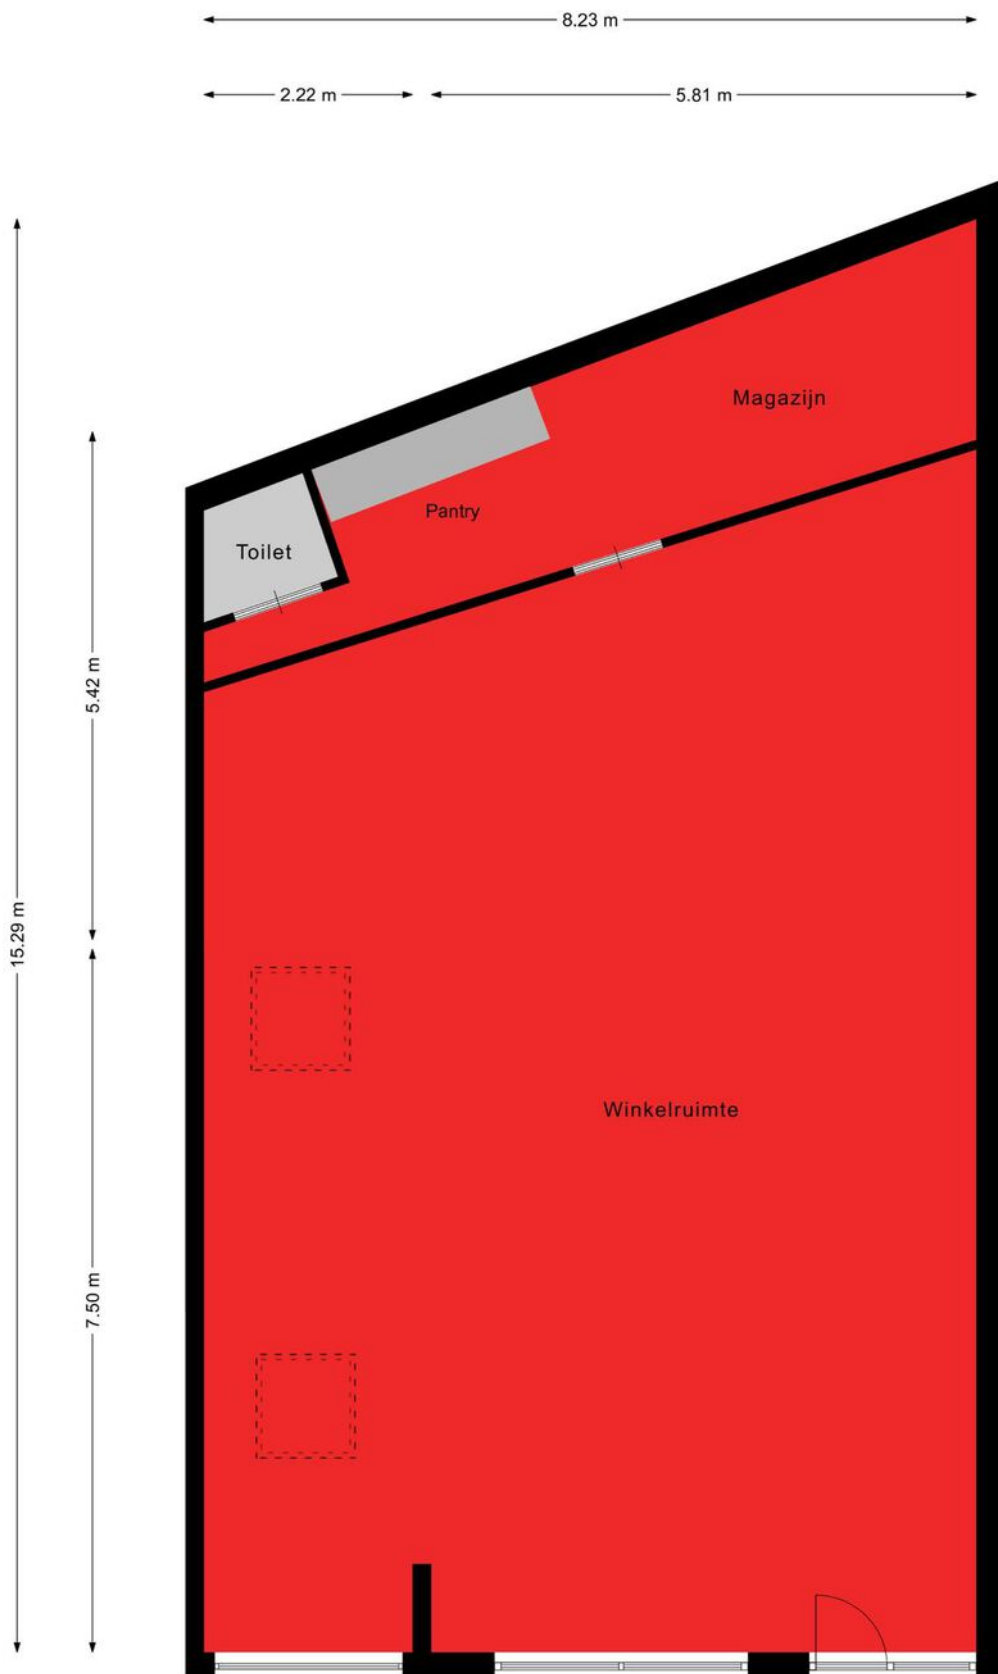 8.23 m
2.22 m
5.81 m
Magazijn
Pantry
Toilet
5.42 m
15.29 m
Winkelruimte
7.50 m